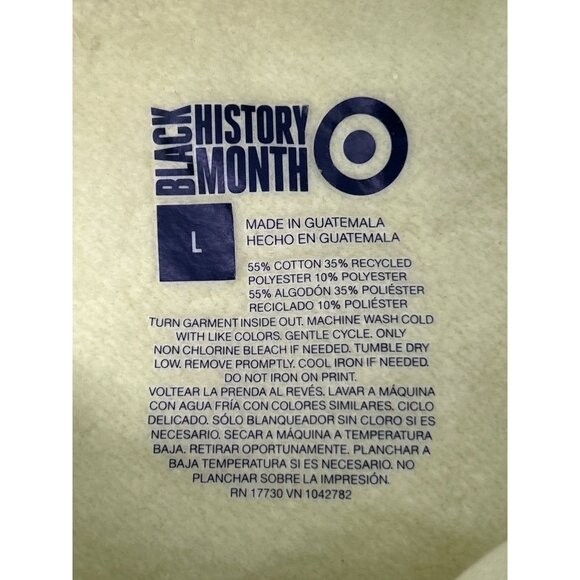 BLACK
HISTORY
MONTH
L
MADE IN GUATEMALA
HECHO EN GUATEMALA
55% COTTON 35% RECYCLED
POLYESTER 10% POLYESTER
55% ALGODÓN 35% POLIÉSTER
RECICLADO 10% POLIÉSTER
TURN GARMENT INSIDE OUT. MACHINE WASH COLD
WITH LIKE COLORS. GENTLE CYCLE. ONLY
NON CHLORINE BLEACH IF NEEDED. TUMBLE DRY
LOW. REMOVE PROMPTLY. COOL IRON IF NEEDED.
DO NOT IRON ON PRINT.
VOLTEAR LA PRENDA AL REVÉS. LAVAR A MÁQUINA
CON AGUA FRÍA CON COLORES SIMILARES. CICLO
DELICADO. SÓLO BLANQUEADOR SIN CLORO SI ES
NECESARIO. SECAR A MÁQUINA A TEMPERATURA
BAJA. RETIRAR OPORTUNAMENTE. PLANCHAR A
BAJA TEMPERATURA SI ES NECESARIO. NO
PLANCHAR SOBRE LA IMPRESIÓN.
RN 17730 VN 1042782